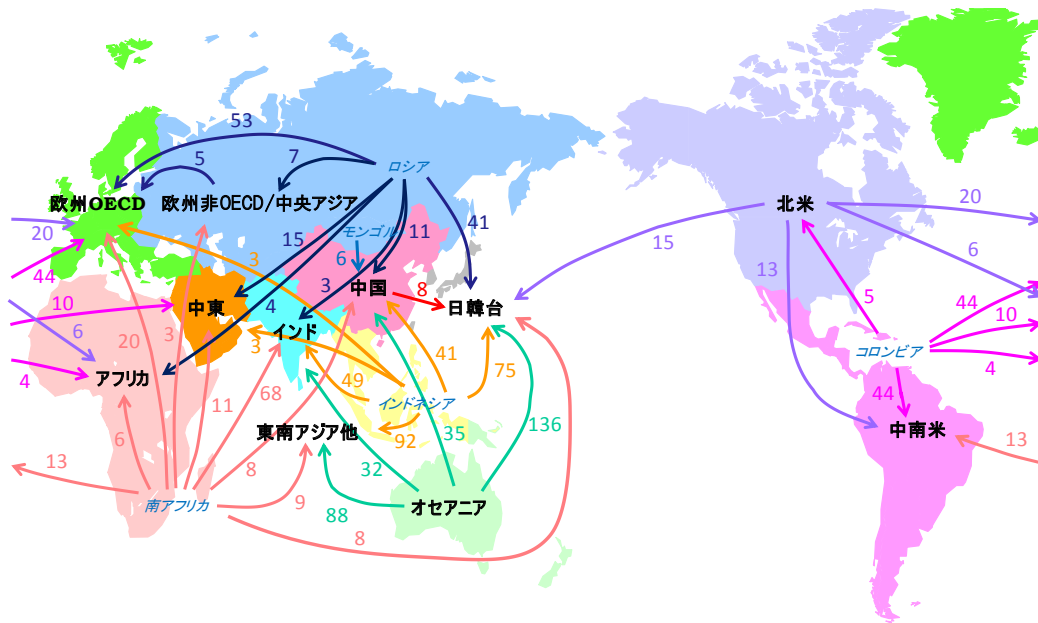 53
5
7
ロシア
欧州OECD
欧州非OECD/中央アジア
北米
20
20
41
15
モンゴル
11
15
3
6
6
44
13
10
中東
4
3
中国
8
日韓台
5
44
10
6
インド
3
20
3
41
コロンビア
4
4
アフリカ
49
75
44
68
インドネシア
11
東南アジア他
92
35
136
中南米
6
13
8
32
13
南アフリカ
9
88
オセアニア
8